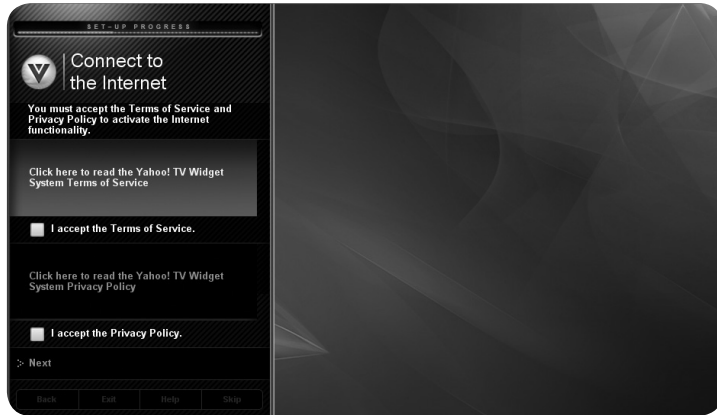 SET-UP PROGRESS
Connect to
the Internet
You must accept the Terms of Service and
Privacy Policy to activate the Internet
functionality.
Click here to read the Yahoo! TV Widget
System Terms of Service
I accept the Terms of Service.
Click here to read the Yahoo! TV Widget
System Privacy Policy
I accept the Privacy Policy.
Next
Back Exit Help Skip